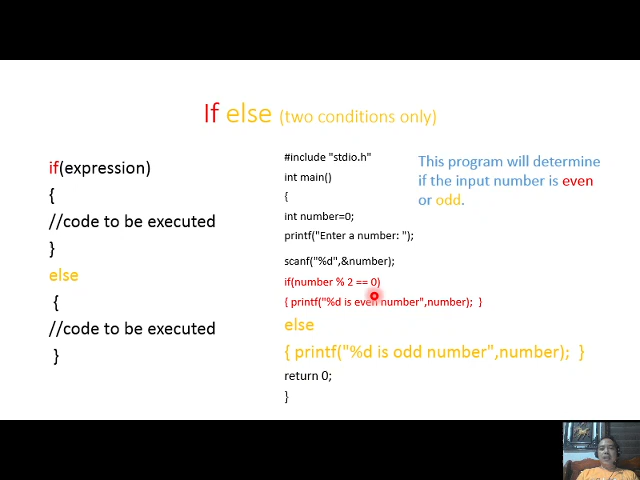 If else (two conditions only)
if(expression)
{
//code to be executed
}
else
{
//code to be executed
}
#include "stdio.h"
int main()
{
int number=0;
printf("Enter a number: ");
scanf("%d",&number);
if(number % 2 == 0)
{ printf("%d is even number",number); }
else
{ printf("%d is odd number",number); }
return 0;
}
This program will determine
if the input number is even
or odd.